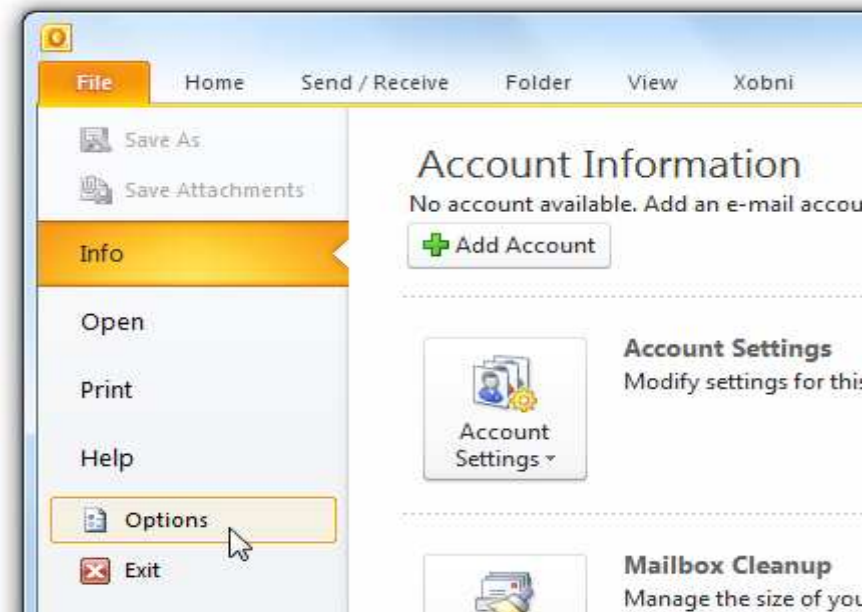 File Home Send / Receive Folder View Xobni
Save As
Save Attachments
Info
Open
Print
Help
Options
Exit
Account Information
No account available. Add an e-mail accou
Add Account
Account
Settings
Account Settings
Modify settings for this
Mailbox Cleanup
Manage the size of you